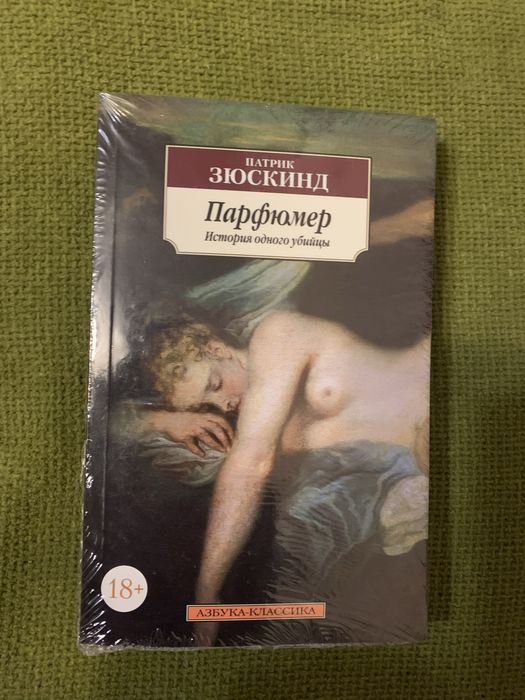 ПАТРИК
ЗЮСКИНД
Парфюмер
История одного убийцы
18+
АЗБУКА-КЛАССИКА